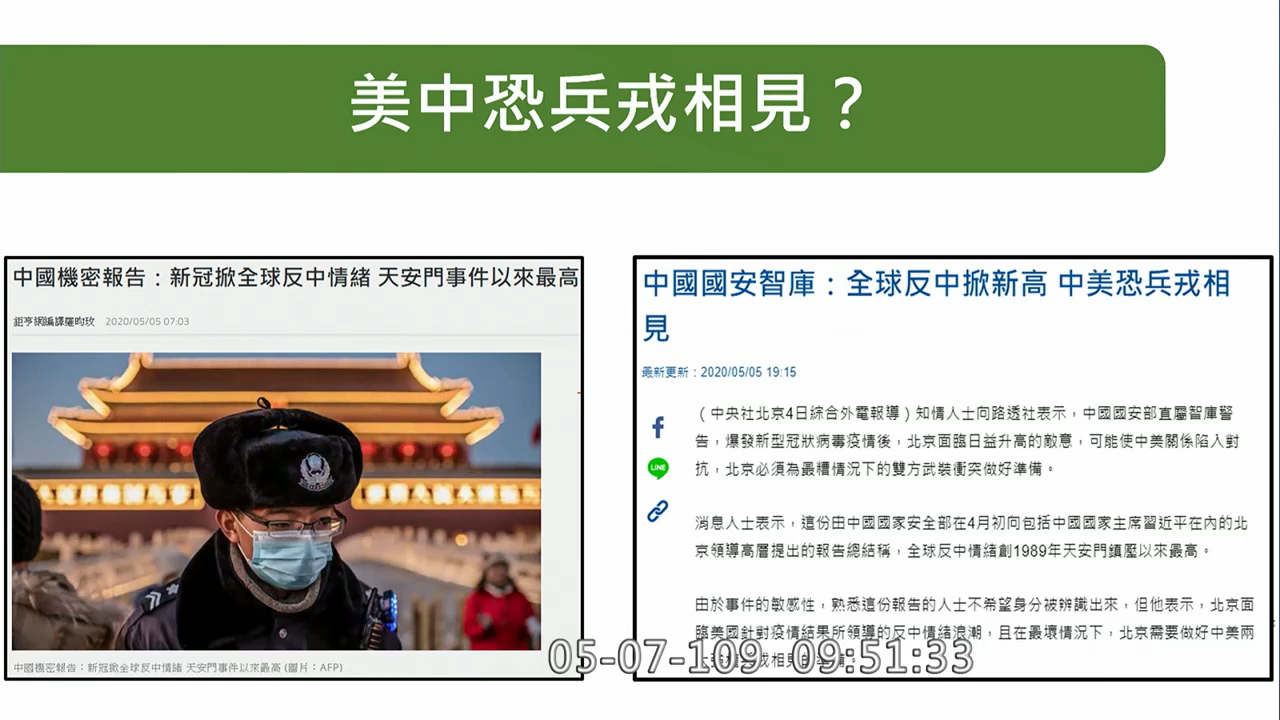 美中恐兵戎相見？
中國機密報告：新冠掀全球反中情緒 天安門事件以來最高
鉅亨網編譯羅昀玫 2020/05/05 07:03
中國機密報告：新冠掀全球反中情緒 天安門事件以來最高 (圖片：AFP)
中國國安智庫：全球反中掀新高 中美恐兵戎相
見
最新更新：2020/05/05 19:15
（中央社北京4日綜合外電報導）知情人士向路透社表示，中國國安部直屬智庫警
告，爆發新型冠狀病毒疫情後，北京面臨日益升高的敵意，可能使中美關係陷入對
抗，北京必須為最糟情況下的雙方武裝衝突做好準備。
LINE
消息人士表示，這份由中國國家安全部在4月初向包括中國國家主席習近平在內的北
京領導高層提出的報告總結稱，全球反中情緒創1989年天安門鎮壓以來最高。
由於事件的敏感性，熟悉這份報告的人士不希望身分被辨識出來，但他表示，北京面
臨美國針對疫情結果所領導的反中情緒浪潮，且在最壞情況下，北京需要做好中美兩
戎相見
05-07-109 09:51:33